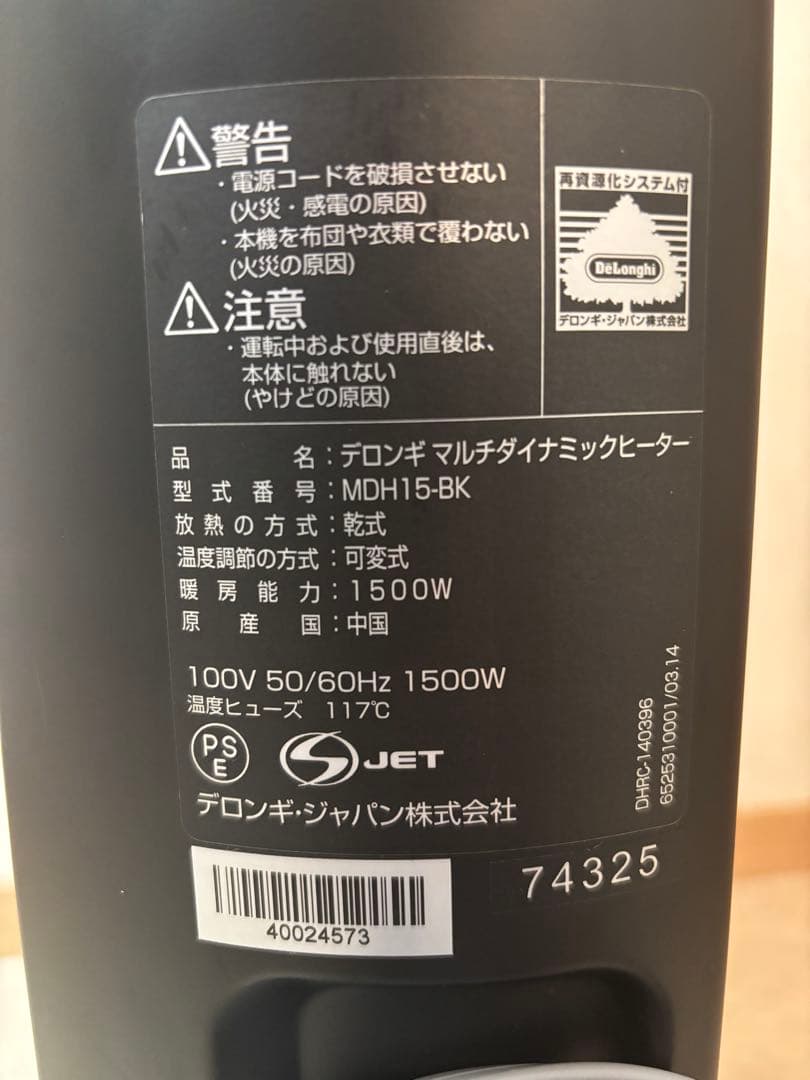 警告
・電源コードを破損させない
(火災・感電の原因)
・本機を布団や衣類で覆わない
(火災の原因)
注意
・運転中および使用直後は、
本体に触れない
(やけどの原因)
再資源化システム付
DeLonghi
デロンギ・ジャパン株式会社
品名：デロンギ マルチダイナミックヒーター
型式番号：MDH15-BK
放熱の方式：乾式
温度調節の方式：可変式
暖房能力：1500W
原産国：中国
100V 50/60Hz 1500W
温度ヒューズ 117℃
PSE
S JET
デロンギ・ジャパン株式会社
DHRC-140396
6525310001/03.14
40024573
74325